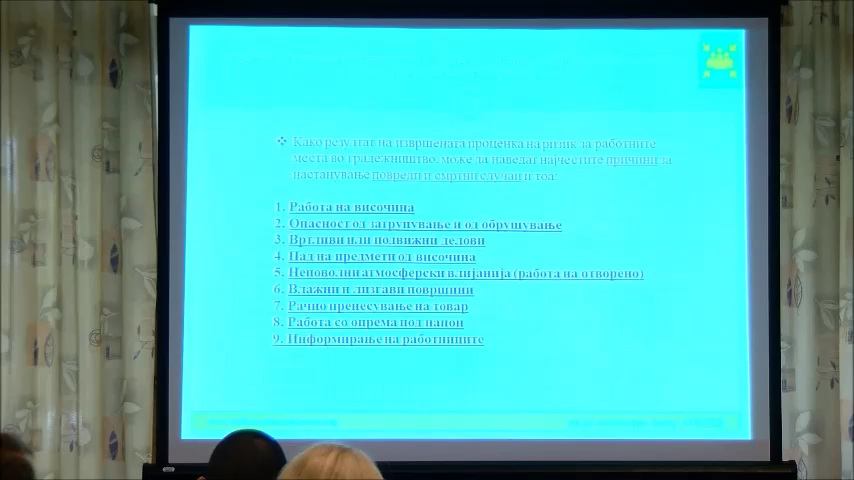 Како резултат на извршената проценка на ризик за работните
места во градежништво, може да наведат најчестите причини за
настанување повреди и смртни случаи и тоа:
1. Работа на височина
2. Опасност од затрупување и од обрушување
3. Вртливи или подвижни делови
4. Пад на предмети од височина
5. Неповолни атмосферски влијанија (работа на отворено)
6. Влажни и лизгави површини
7. Рачно пренесување на товар
8. Работа со опрема под напон
9. Информирање на работниците